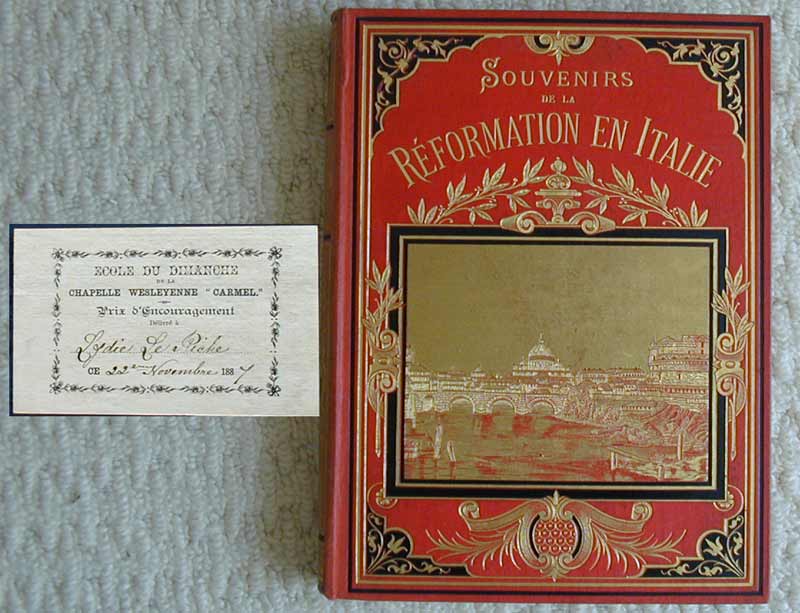 ECOLE DU DIMANCHE
DE LA
CHAPELLE WESLEYENNE "CARMEL."
Prix d'Encouragement
Délivré à
Lydie Le Riche
CE 22e Novembre 1887
SOUVENIRS
DE LA
RÉFORMATION EN ITALIE